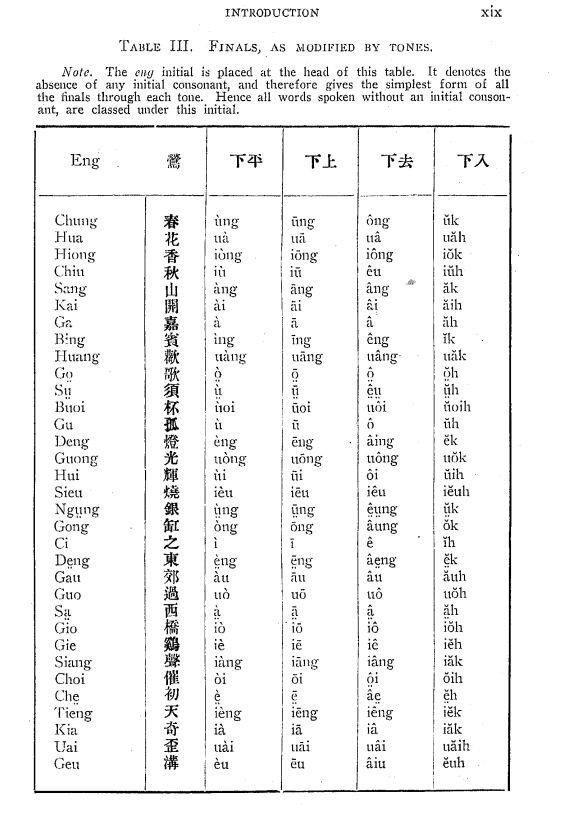 INTRODUCTION xix
TABLE III. FINALS, AS MODIFIED BY TONES.
Note. The eng initial is placed at the head of this table. It denotes the
absence of any initial consonant, and therefore gives the simplest form of all
the finals through each tone. Hence all words spoken without an initial conson-
ant, are classed under this initial.
Eng 鶯 下平 下上 下去 下入
Chung 春 ùng ūng ông ŭk
Hua 花 uà uā uâ uăh
Hiong 香 iòng iōng iông iŏk
Chiu 秋 iù iū êu iŭh
Sang 山 àng āng âng ăk
Kai 開 ài āi âi ăih
Ga 嘉 à ā â ăh
Bing 賓 ìng īng êng ĭk
Huang 歡 uàng uāng uâng uăk
Go̤ 歌 ò̤ ō̤ ô̤ ŏ̤h
Sṳ 須 ṳ̀ ṳ̄ êṳ ṳ̆h
Buoi 杯 ùoi ūoi uôi ŭoih
Gu 孤 ù ū ô ŭh
Deng 燈 èng ēng âing ĕk
Guong 光 uòng uōng uông uŏk
Hui 輝 ùi ūi ôi ŭih
Sieu 燒 ièu iēu iêu iĕuh
Ngṳng 銀 ṳ̀ng ṳ̄ng êṳng ṳ̆k
Gong 缸 òng ōng âung ŏk
Ci 之 ì ī ê ĭh
De̤ng 東 è̤ng ē̤ng âe̤ng ĕ̤k
Gau 郊 àu āu âu ăuh
Guo 過 uò uō uô uŏh
Sa̤ 西 à̤ ā̤ â̤ ă̤h
Gio 橋 iò iō iô iŏh
Gie 鷄 iè iē iê iĕh
Siang 聲 iàng iāng iâng iăk
Choi 催 òi ōi ô̤i ŏih
Che̤ 初 è̤ ē̤ âe̤ ĕ̤h
Tieng 天 ièng iēng iêng iĕk
Kia 奇 ià iā iâ iăk
Uai 歪 uài uāi uâi uăih
Geu 溝 èu ēu âiu ĕuh